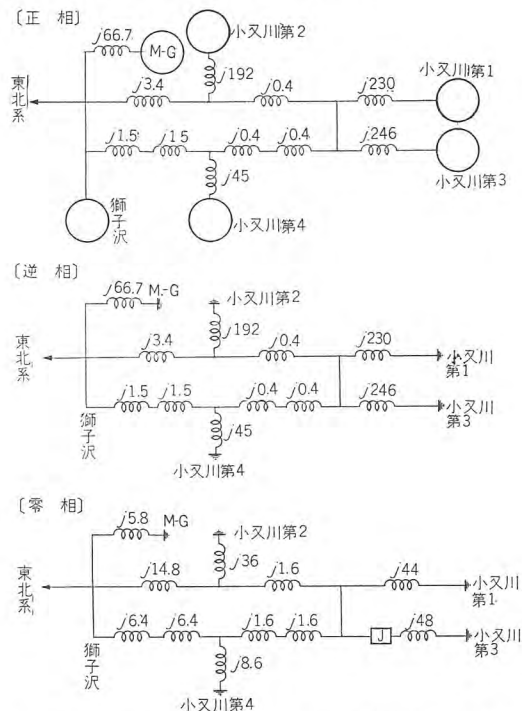 〔正 相〕
j66.7
M-G
小又川第2
j192
東北系
j3.4
j0.4
j230
小又川第1
j1.5
j1.5
j0.4
j0.4
j246
j45
小又川第3
獅子沢
小又川第4
〔逆 相〕
j66.7
M.-G
小又川第2
j192
東北系
j3.4
j0.4
j230
小又川
第1
j1.5
j1.5
j0.4
j0.4
j246
小又川
第3
獅子沢
j45
小又川第4
〔零 相〕
j5.8
M-G
小又川第2
j36
東北系
j14.8
j1.6
j44
小又川
第1
j6.4
j6.4
j1.6
j1.6
J
j48
小又川
第3
獅子沢
j8.6
小又川第4